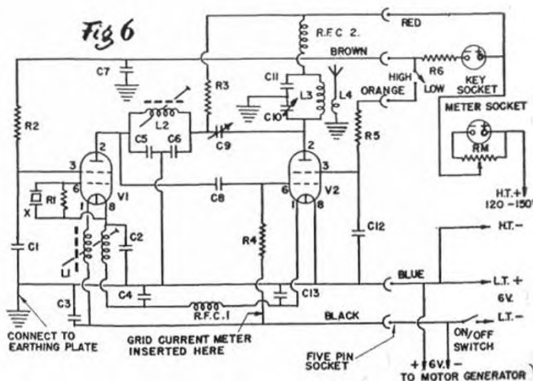 Fig 6
R.F.C 2.
RED
BROWN
ORANGE
HIGH
LOW
R6
KEY SOCKET
METER SOCKET
RM
H.T.+
120-150V
H.T.-
C7
R3
C11
L3
L4
C10
L2
C5
C6
C9
R2
R5
2
3
6
1
8
V1
2
3
6
1
8
V2
X
R1
C8
R4
C12
C1
L1
C2
C3
C4
R.F.C.1
C13
BLUE
BLACK
L.T.+
6V.
L.T.-
CONNECT TO
EARTHING PLATE
GRID CURRENT METER
INSERTED HERE
FIVE PIN
SOCKET
ON/OFF
SWITCH
+6V.-
TO MOTOR GENERATOR